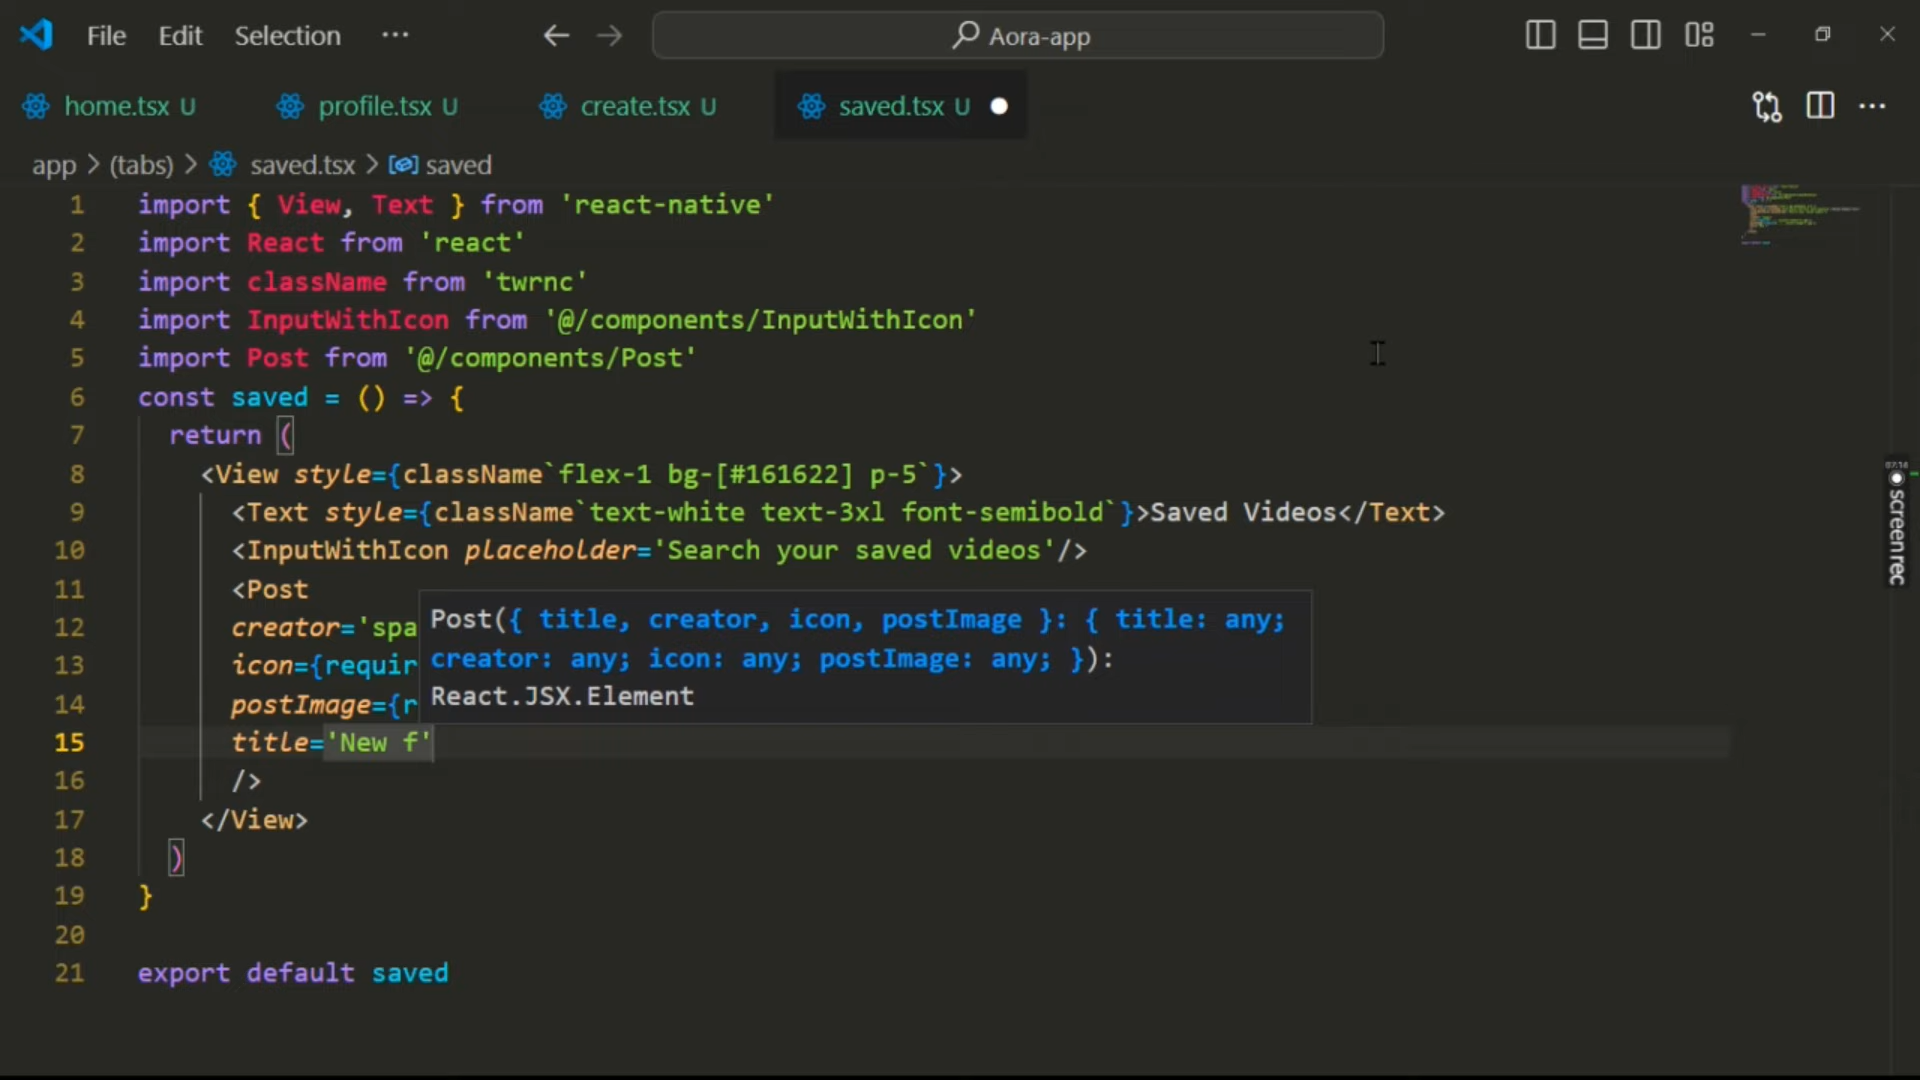 File Edit Selection ···
Aora-app
home.tsx U
profile.tsx U
create.tsx U
saved.tsx U
app > (tabs) > saved.tsx > saved
1 import { View, Text } from 'react-native'
2 import React from 'react'
3 import className from 'twrnc'
4 import InputWithIcon from '@/components/InputWithIcon'
5 import Post from '@/components/Post'
6 const saved = () => {
7 return (
8 <View style={className`flex-1 bg-[#161622] p-5`}>
9 <Text style={className`text-white text-3xl font-semibold`}>Saved Videos</Text>
10 <InputWithIcon placeholder='Search your saved videos'/>
11 <Post
12 creator='spa
13 icon={requir
14 postImage={r
Post({ title, creator, icon, postImage }: { title: any;
creator: any; icon: any; postImage: any; }):
React.JSX.Element
15 title='New f'
16 />
17 </View>
18 )
19 }
20
21 export default saved
screenrec